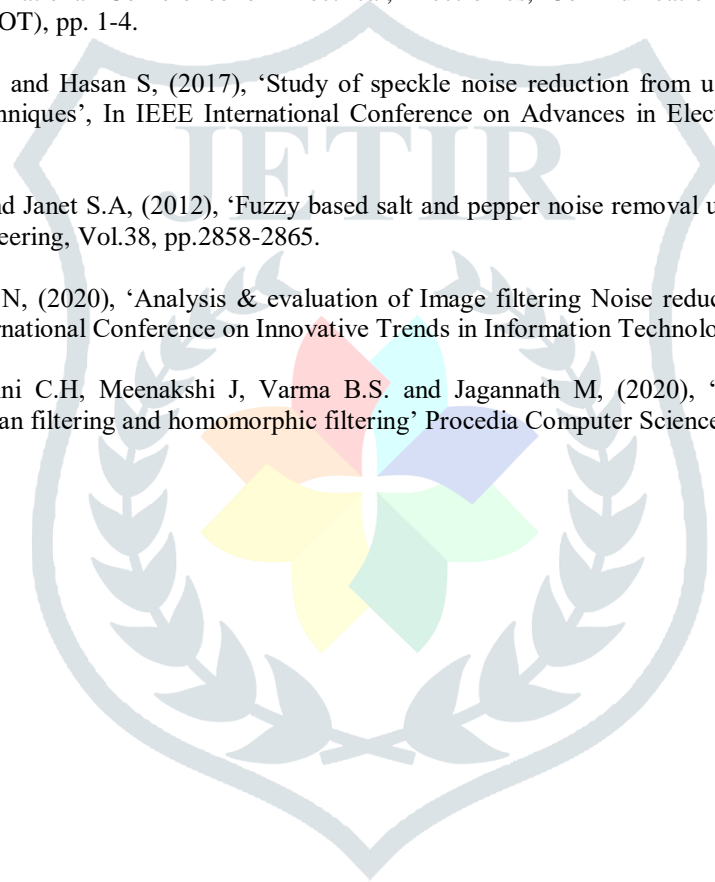 OT), pp. 1-4.
and Hasan S, (2017), ‘Study of speckle noise reduction from u
hniques’, In IEEE International Conference on Advances in Elect
JETIR
nd Janet S.A, (2012), ‘Fuzzy based salt and pepper noise removal u
eering, Vol.38, pp.2858-2865.
N, (2020), ‘Analysis & evaluation of Image filtering Noise reduc
rnational Conference on Innovative Trends in Information Technolo
ni C.H, Meenakshi J, Varma B.S. and Jagannath M, (2020), ‘
an filtering and homomorphic filtering’ Procedia Computer Science